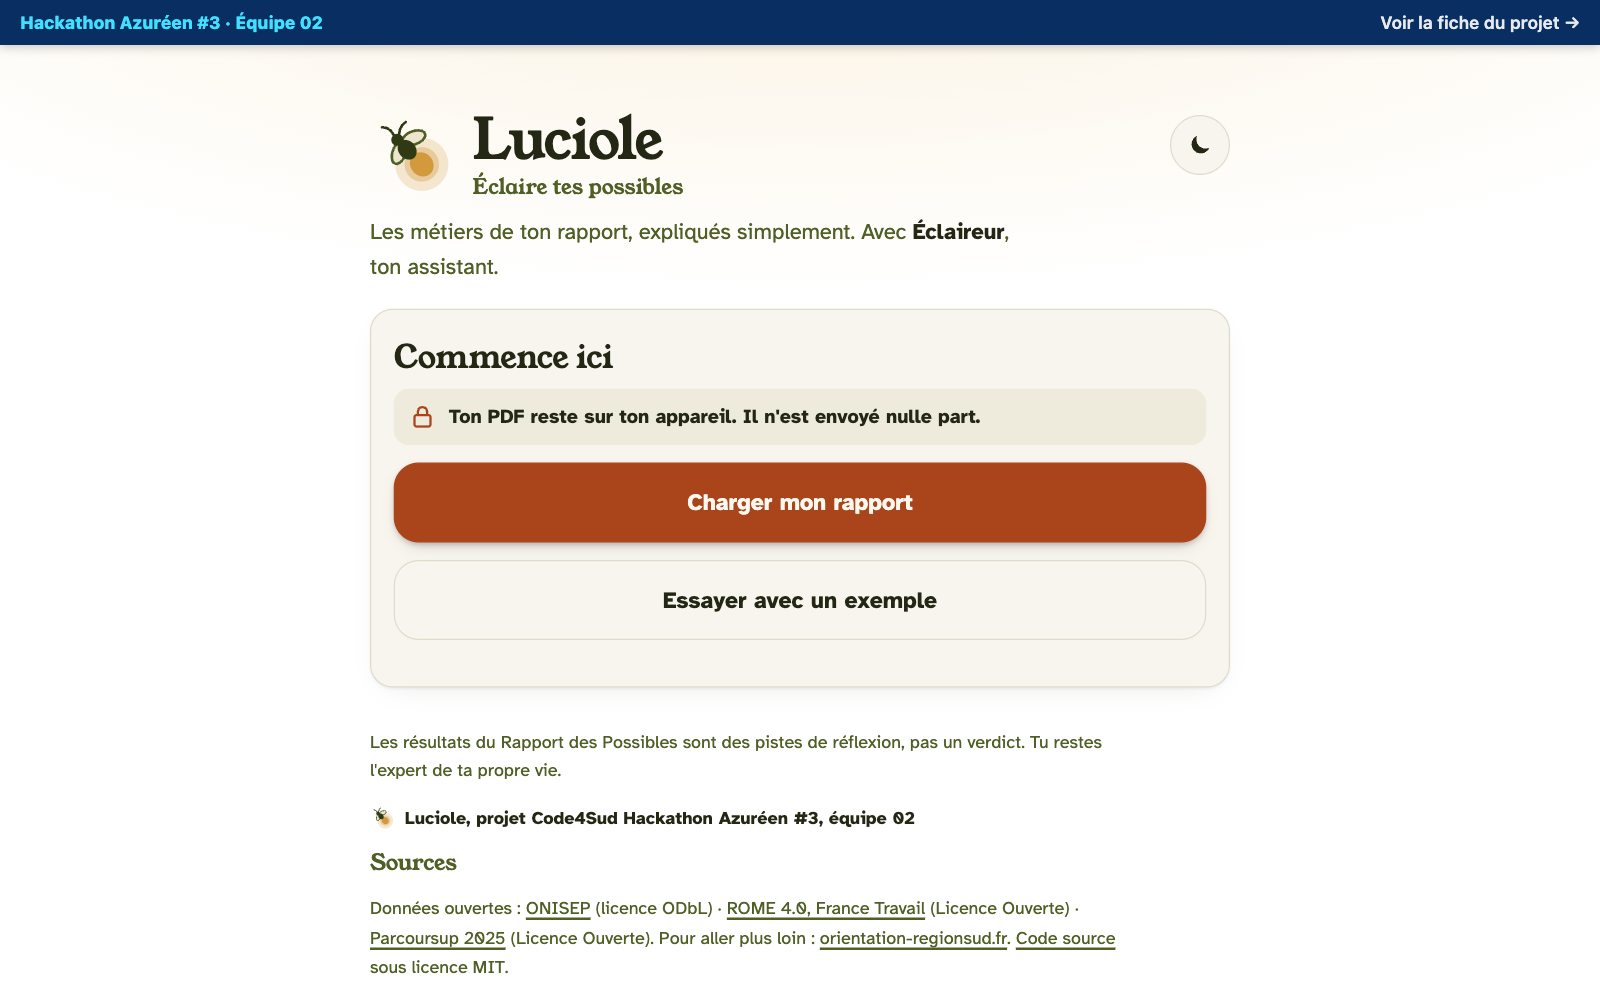 Hackathon Azuréen #3 · Équipe 02
Voir la fiche du projet →
Luciole
Éclaire tes possibles
Les métiers de ton rapport, expliqués simplement. Avec Éclaireur,
ton assistant.
Commence ici
Ton PDF reste sur ton appareil. Il n'est envoyé nulle part.
Charger mon rapport
Essayer avec un exemple
Les résultats du Rapport des Possibles sont des pistes de réflexion, pas un verdict. Tu restes
l'expert de ta propre vie.
Luciole, projet Code4Sud Hackathon Azuréen #3, équipe 02
Sources
Données ouvertes : ONISEP (licence ODbL) · ROME 4.0, France Travail (Licence Ouverte) ·
Parcoursup 2025 (Licence Ouverte). Pour aller plus loin : orientation-regionsud.fr. Code source
sous licence MIT.